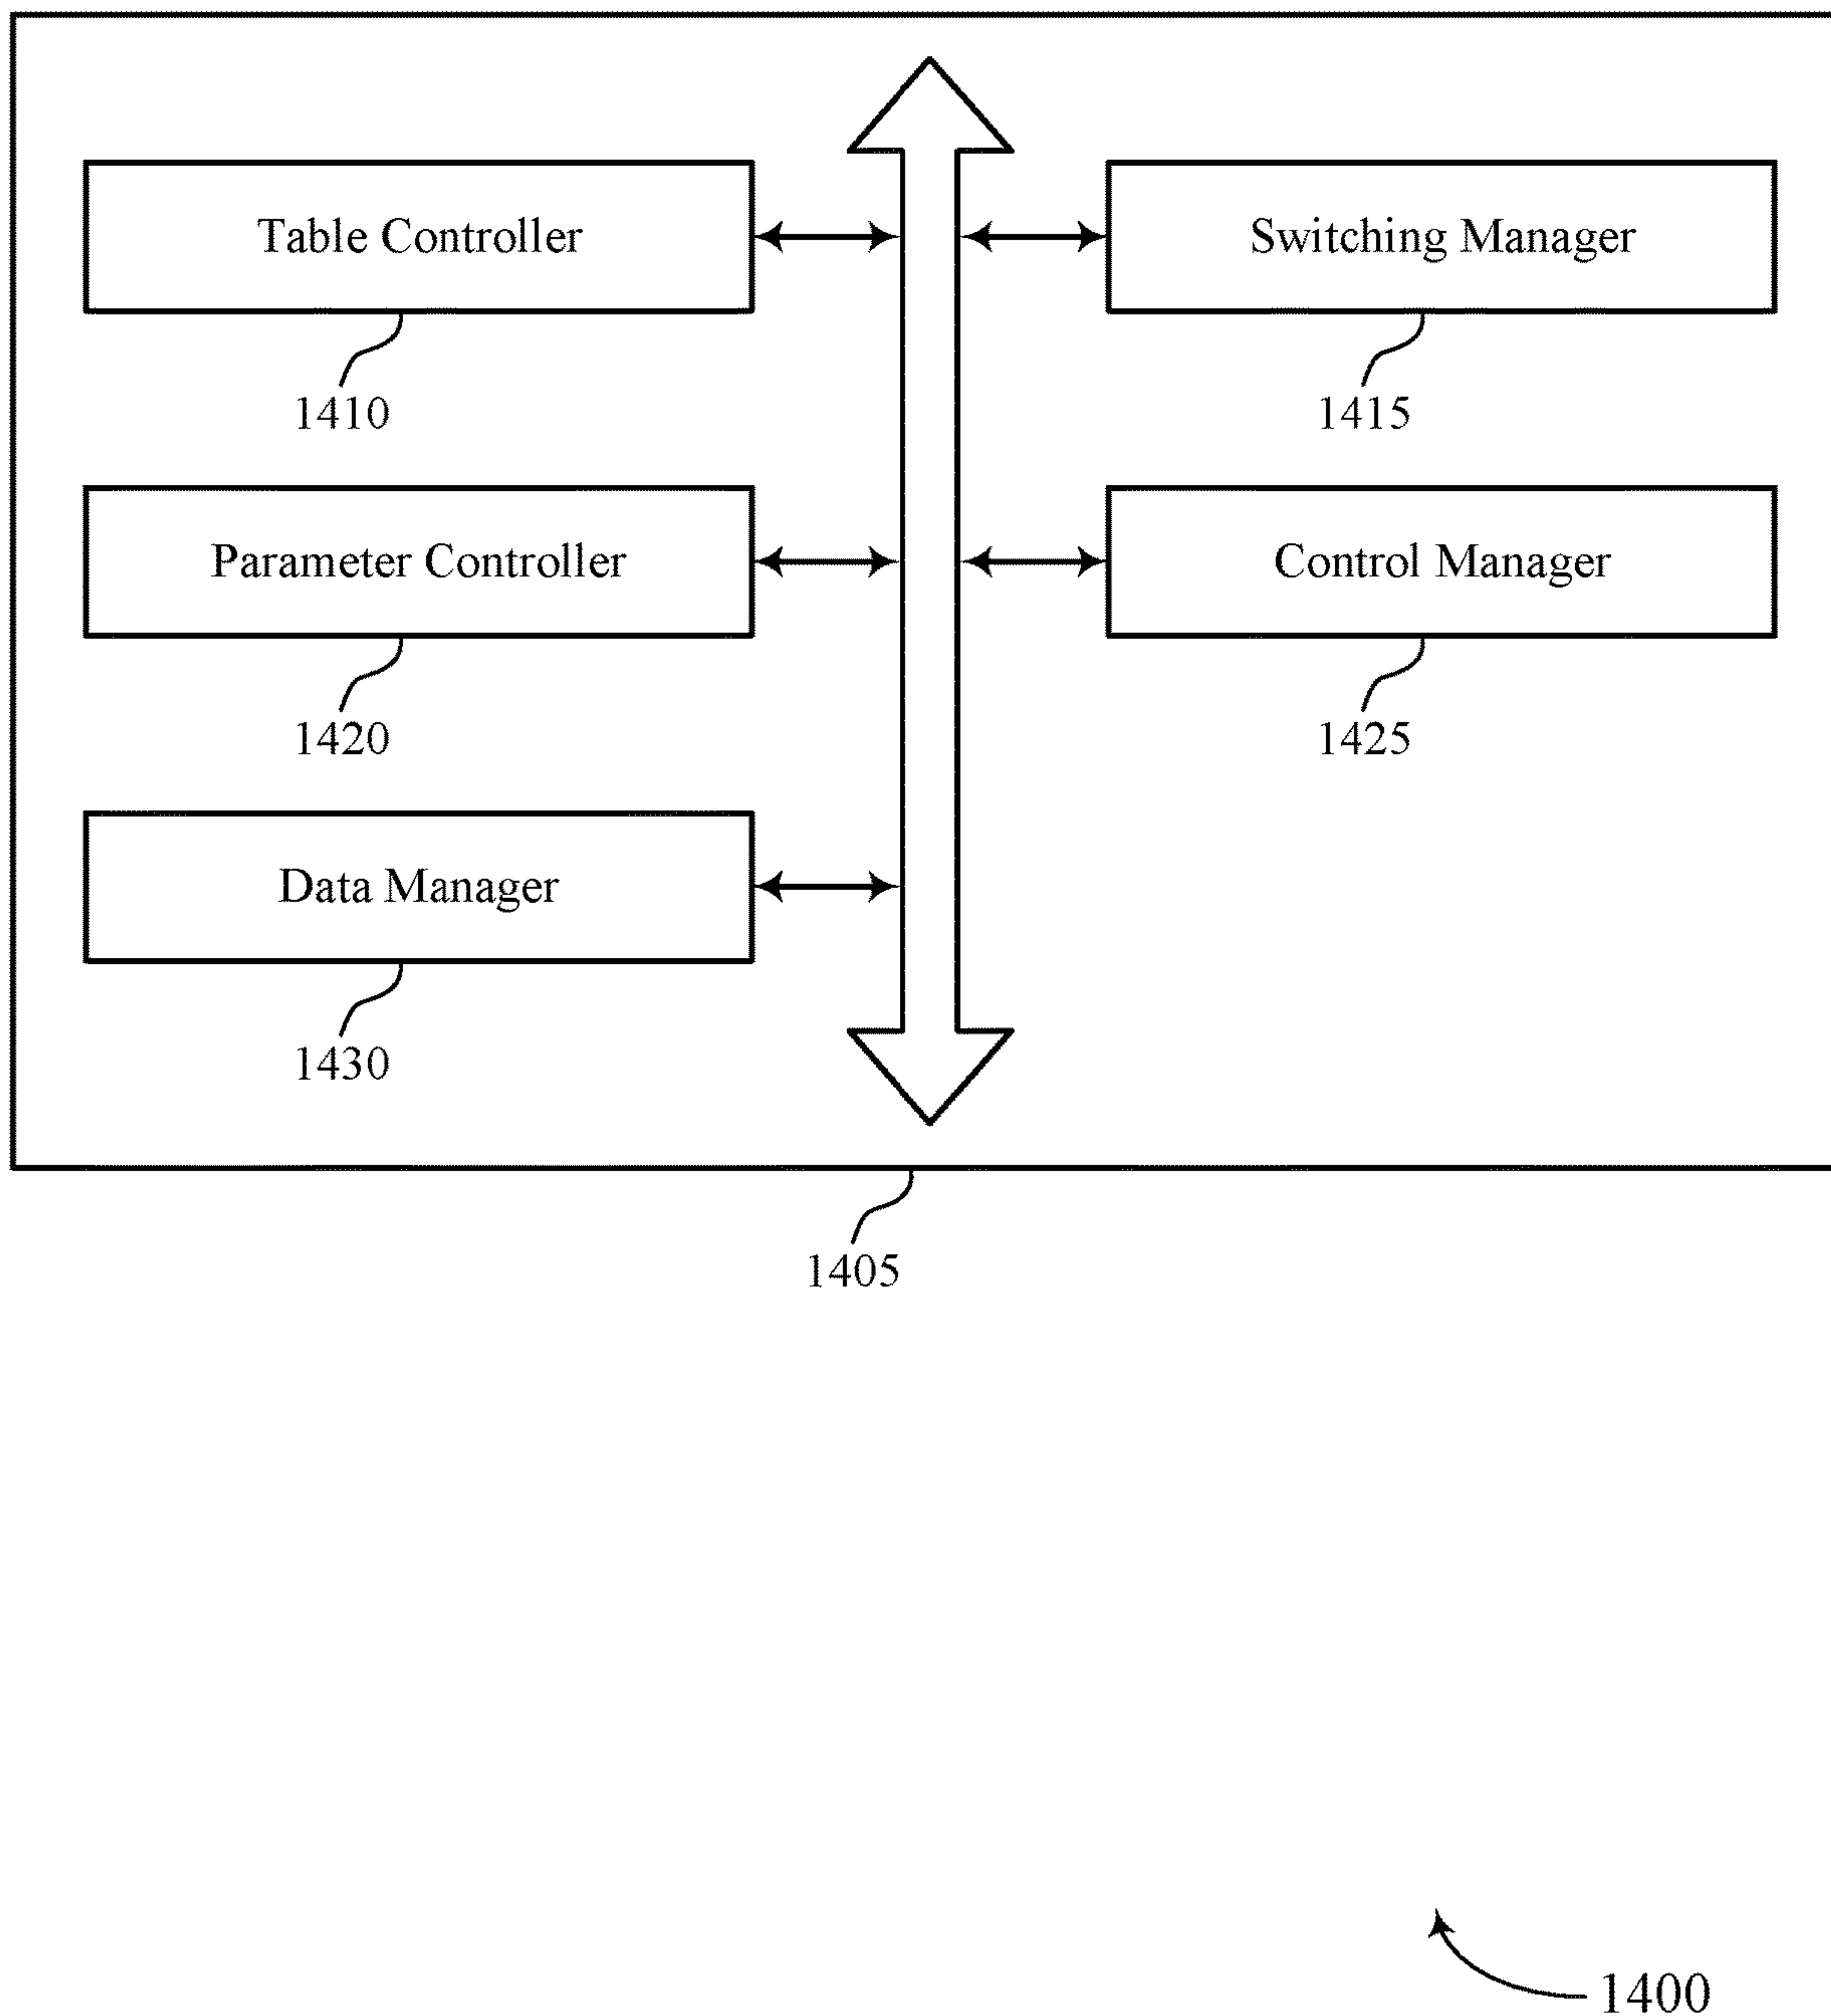 Table Controller
1410
Switching Manager
1415
Parameter Controller
1420
Control Manager
1425
Data Manager
1430
1405
1400